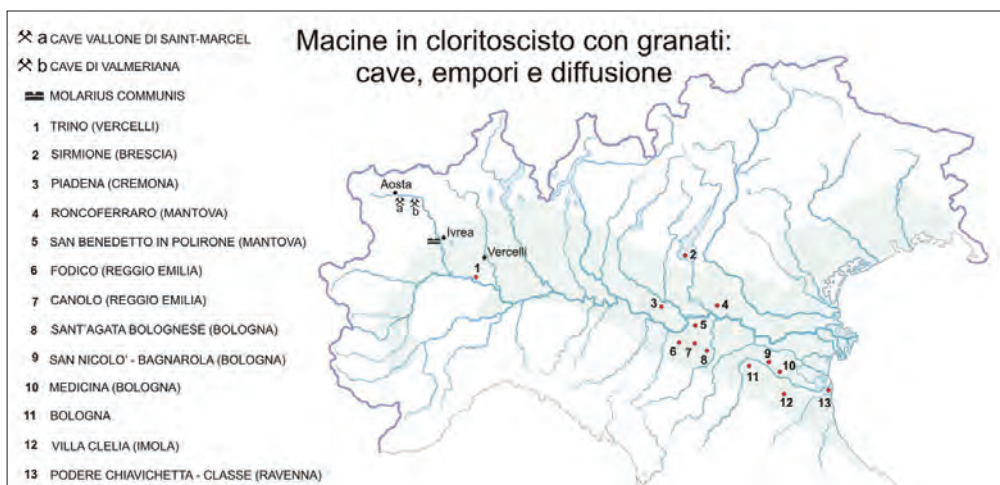 Macine in cloritoscisto con granati:
cave, empori e diffusione
a CAVE VALLONE DI SAINT-MARCEL
b CAVE DI VALMERIANA
MOLARIUS COMMUNIS
1 TRINO (VERCELLI)
2 SIRMIONE (BRESCIA)
3 PIADENA (CREMONA)
4 RONCOFERRARO (MANTOVA)
5 SAN BENEDETTO IN POLIRONE (MANTOVA)
6 FODICO (REGGIO EMILIA)
7 CANOLO (REGGIO EMILIA)
8 SANT'AGATA BOLOGNESE (BOLOGNA)
9 SAN NICOLO' - BAGNAROLA (BOLOGNA)
10 MEDICINA (BOLOGNA)
11 BOLOGNA
12 VILLA CLELIA (IMOLA)
13 PODERE CHIAVICHETTA - CLASSE (RAVENNA)
Aosta
a b
Ivrea
Vercelli
1
2
3 4
5
6 7 8
9
10
11
12 13